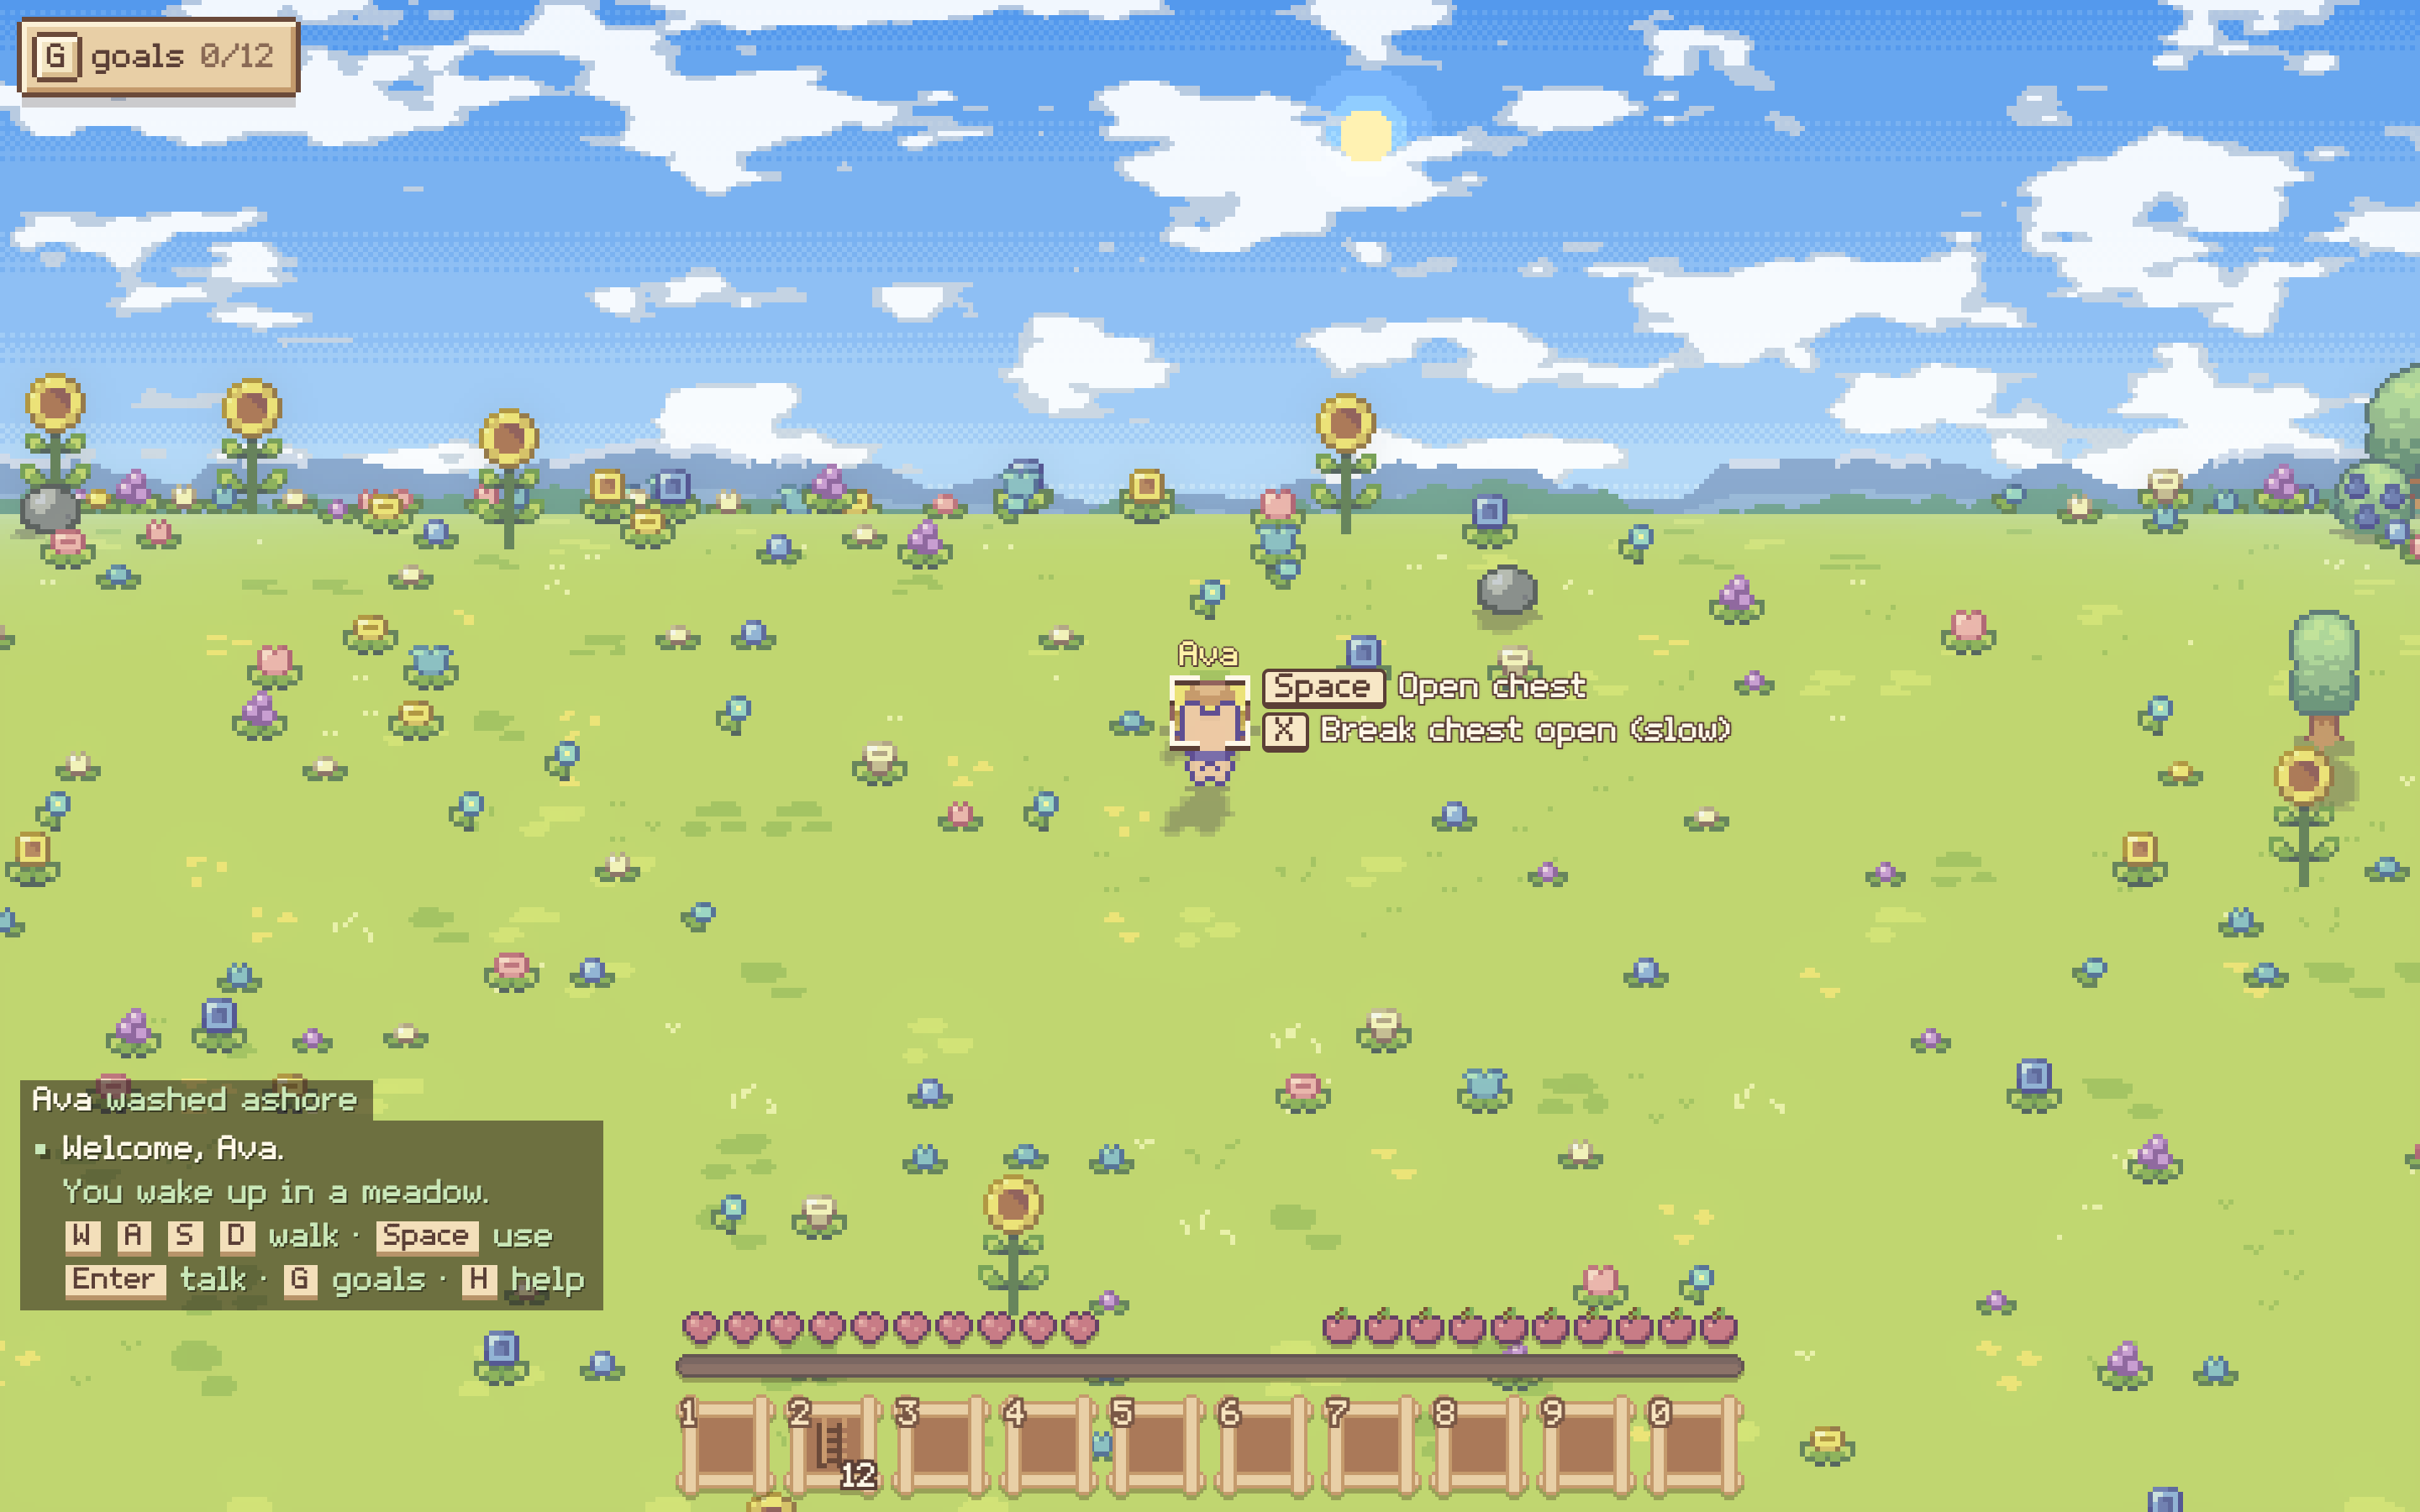 G goals 0/12
Ava
Space Open chest
X Break chest open (slow)
Ava washed ashore
Welcome, Ava.
You wake up in a meadow.
W A S D walk · Space use
Enter talk · G goals · H help
1 2 3 4 5 6 7 8 9 0
12